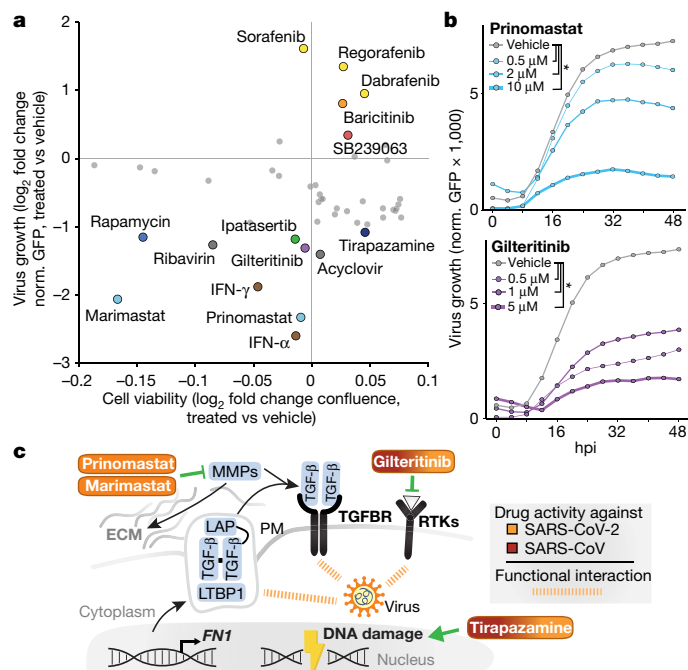 a
Virus growth (log2 fold change
norm. GFP, treated vs vehicle)
2
1
0
−1
−2
−3
Sorafenib
Regorafenib
Dabrafenib
Baricitinib
SB239063
Rapamycin
Ipatasertib
Ribavirin
Gilteritinib
Tirapazamine
Acyclovir
IFN-γ
Marimastat
Prinomastat
IFN-α
−0.2
−0.15
−0.1
−0.05
0
0.05
0.1
Cell viability (log2 fold change confluence,
treated vs vehicle)
b
Virus growth (norm. GFP × 1,000)
Prinomastat
Vehicle
0.5 μM
2 μM
10 μM
*
5
0
Gilteritinib
Vehicle
0.5 μM
1 μM
5 μM
*
5
0
0
16
32
48
hpi
c
Prinomastat
Marimastat
MMPs
ECM
LAP
TGF-β
TGF-β
LTBP1
PM
TGF-β
TGF-β
TGFBR
Gilteritinib
RTKs
Virus
Cytoplasm
FN1
DNA damage
Nucleus
Tirapazamine
Drug activity against
SARS-CoV-2
SARS-CoV
Functional interaction